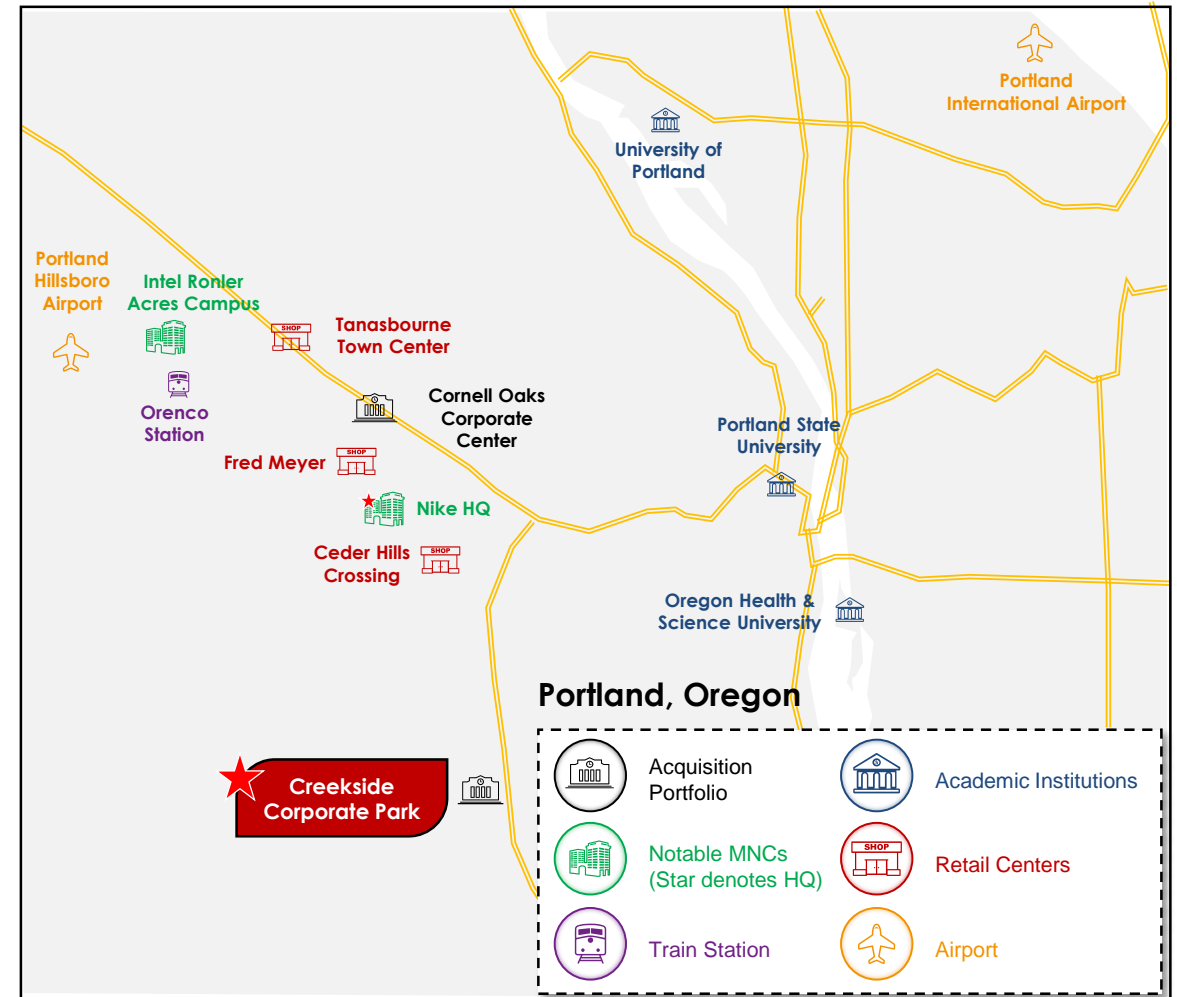 Portland
International Airport
University of
Portland
Portland
Hillsboro
Airport
Intel Ronler
Acres Campus
SHOP
Tanasbourne
Town Center
Orenco
Station
Cornell Oaks
Corporate
Center
Portland State
University
Fred Meyer
SHOP
Nike HQ
Ceder Hills
Crossing
SHOP
Oregon Health &
Science University
Portland, Oregon
Creekside
Corporate Park
Acquisition
Portfolio
Academic Institutions
Notable MNCs
(Star denotes HQ)
SHOP
Retail Centers
Train Station
Airport